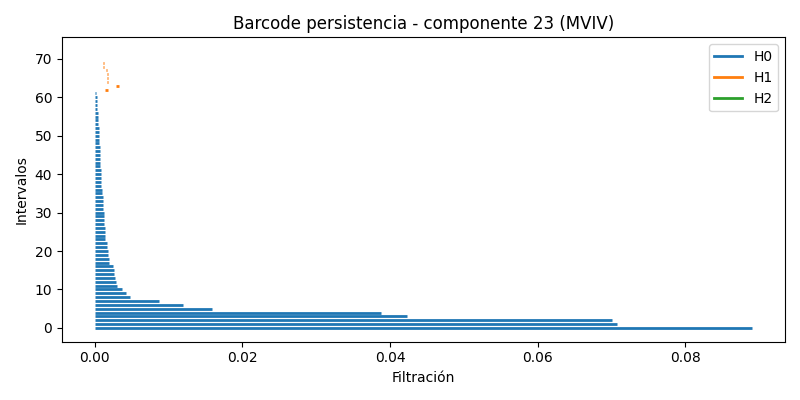 Barcode persistencia - componente 23 (MVIV)
H0
H1
H2
Intervalos
70
60
50
40
30
20
10
0
0.00 0.02 0.04 0.06 0.08
Filtración